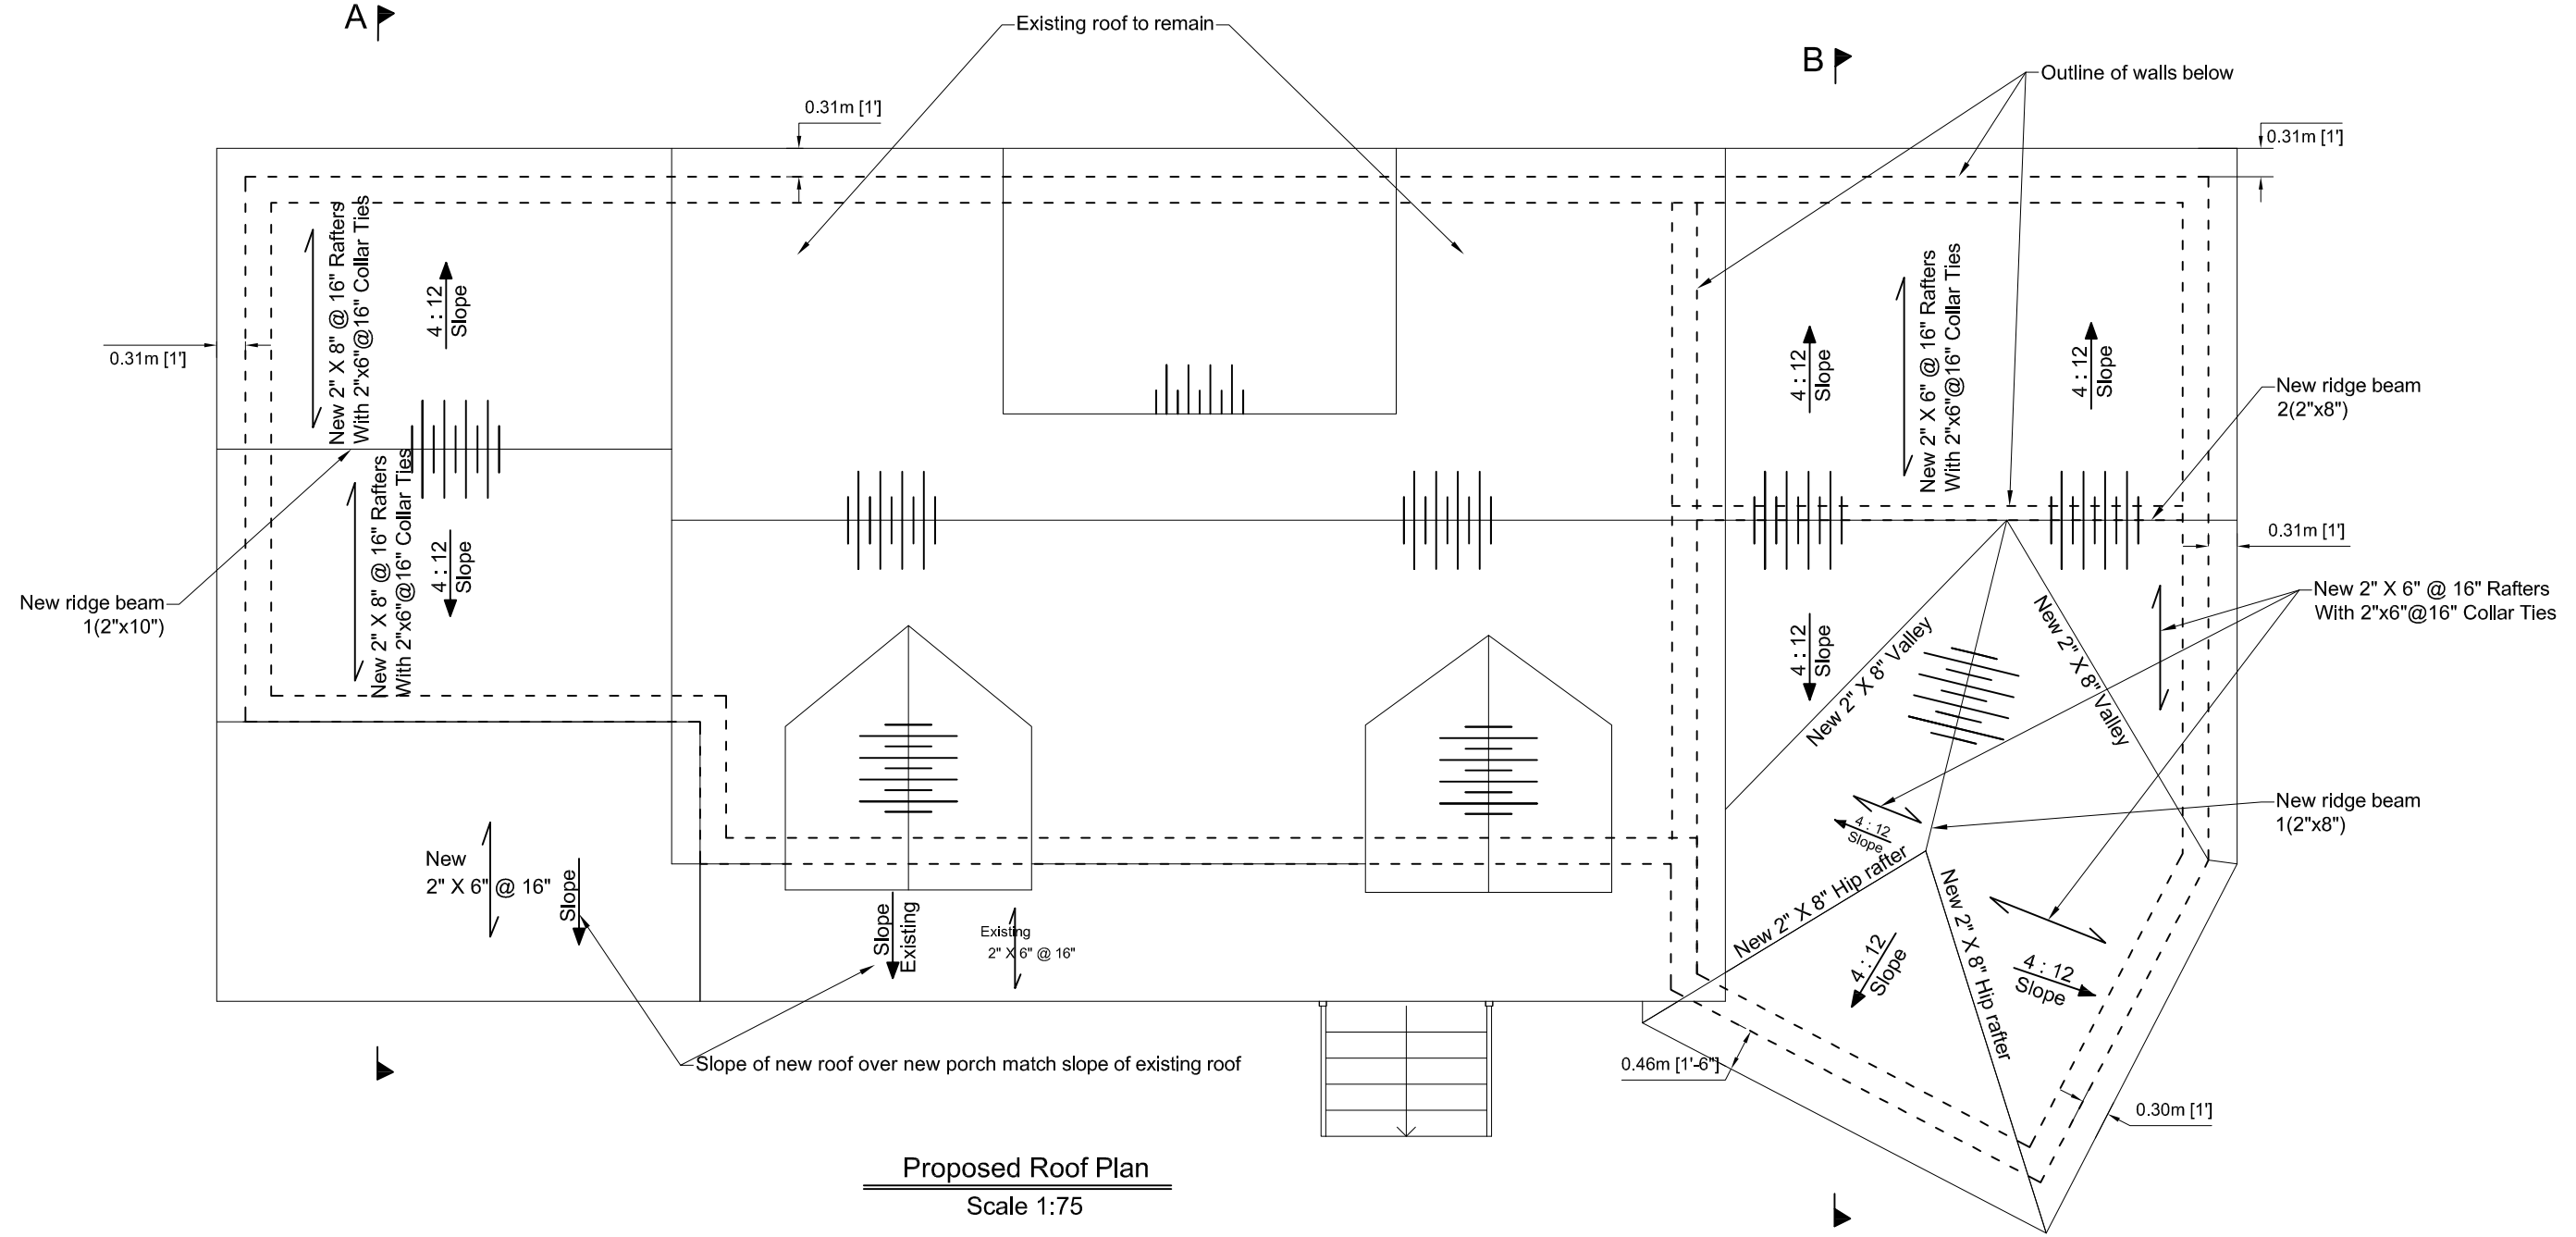 A
Existing roof to remain
B
Outline of walls below
0.31m [1']
0.31m [1']
New 2" X 8" @ 16" Rafters
With 2"x6"@16" Collar Ties
4 : 12
Slope
0.31m [1']
New 2" X 6" @ 16" Rafters
With 2"x6"@16" Collar Ties
4 : 12
Slope
4 : 12
Slope
New ridge beam
2(2"x8")
New 2" X 8" @ 16" Rafters
With 2"x6"@16" Collar Ties
4 : 12
Slope
0.31m [1']
New ridge beam
1(2"x10")
New 2" X 6" @ 16" Rafters
With 2"x6"@16" Collar Ties
4 : 12
Slope
New 2" X 8" Valley
New 2" X 8" Valley
New ridge beam
1(2"x8")
4 : 12
Slope
New 2" X 8" Hip rafter
New 2" X 8" Hip rafter
New
2" X 6" @ 16"
Slope
Slope
Existing
Existing
2" X 6" @ 16"
4 : 12
Slope
4 : 12
Slope
Slope of new roof over new porch match slope of existing roof
0.46m [1'-6"]
0.30m [1']
Proposed Roof Plan
Scale 1:75